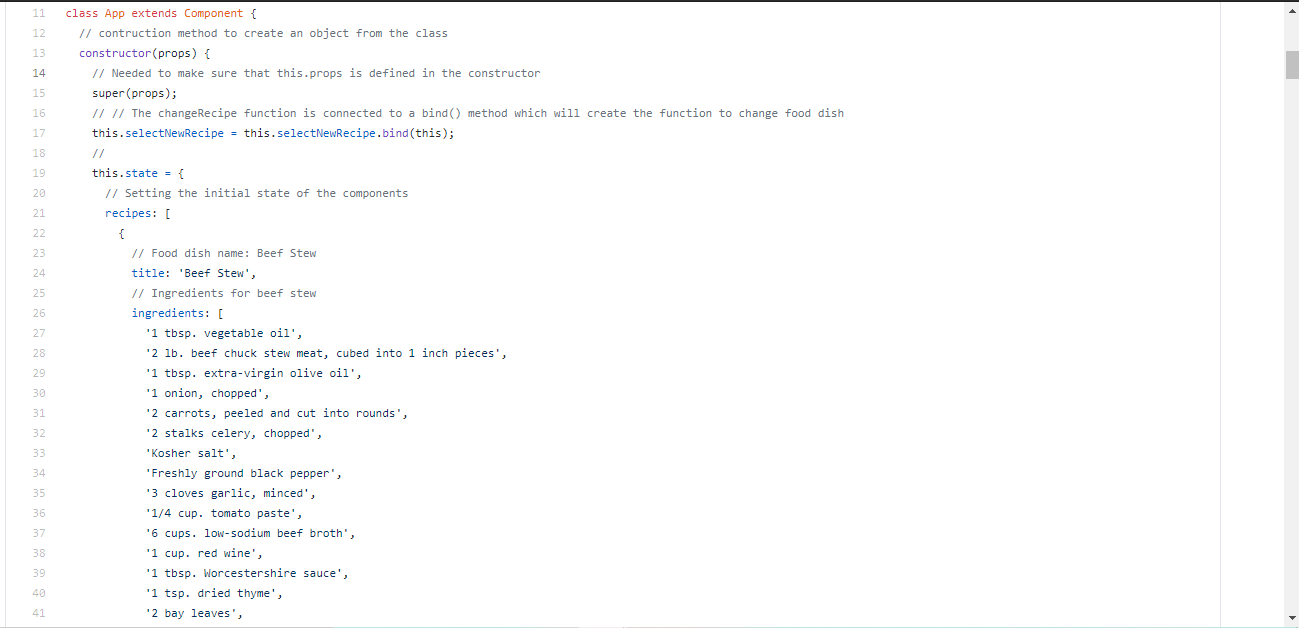 11 class App extends Component {
12 // contruction method to create an object from the class
13 constructor(props) {
14 // Needed to make sure that this.props is defined in the constructor
15 super(props);
16 // // The changeRecipe function is connected to a bind() method which will create the function to change food dish
17 this.selectNewRecipe = this.selectNewRecipe.bind(this);
18 //
19 this.state = {
20 // Setting the initial state of the components
21 recipes: [
22 {
23 // Food dish name: Beef Stew
24 title: 'Beef Stew',
25 // Ingredients for beef stew
26 ingredients: [
27 '1 tbsp. vegetable oil',
28 '2 lb. beef chuck stew meat, cubed into 1 inch pieces',
29 '1 tbsp. extra-virgin olive oil',
30 '1 onion, chopped',
31 '2 carrots, peeled and cut into rounds',
32 '2 stalks celery, chopped',
33 'Kosher salt',
34 'Freshly ground black pepper',
35 '3 cloves garlic, minced',
36 '1/4 cup. tomato paste',
37 '6 cups. low-sodium beef broth',
38 '1 cup. red wine',
39 '1 tbsp. Worcestershire sauce',
40 '1 tsp. dried thyme',
41 '2 bay leaves',